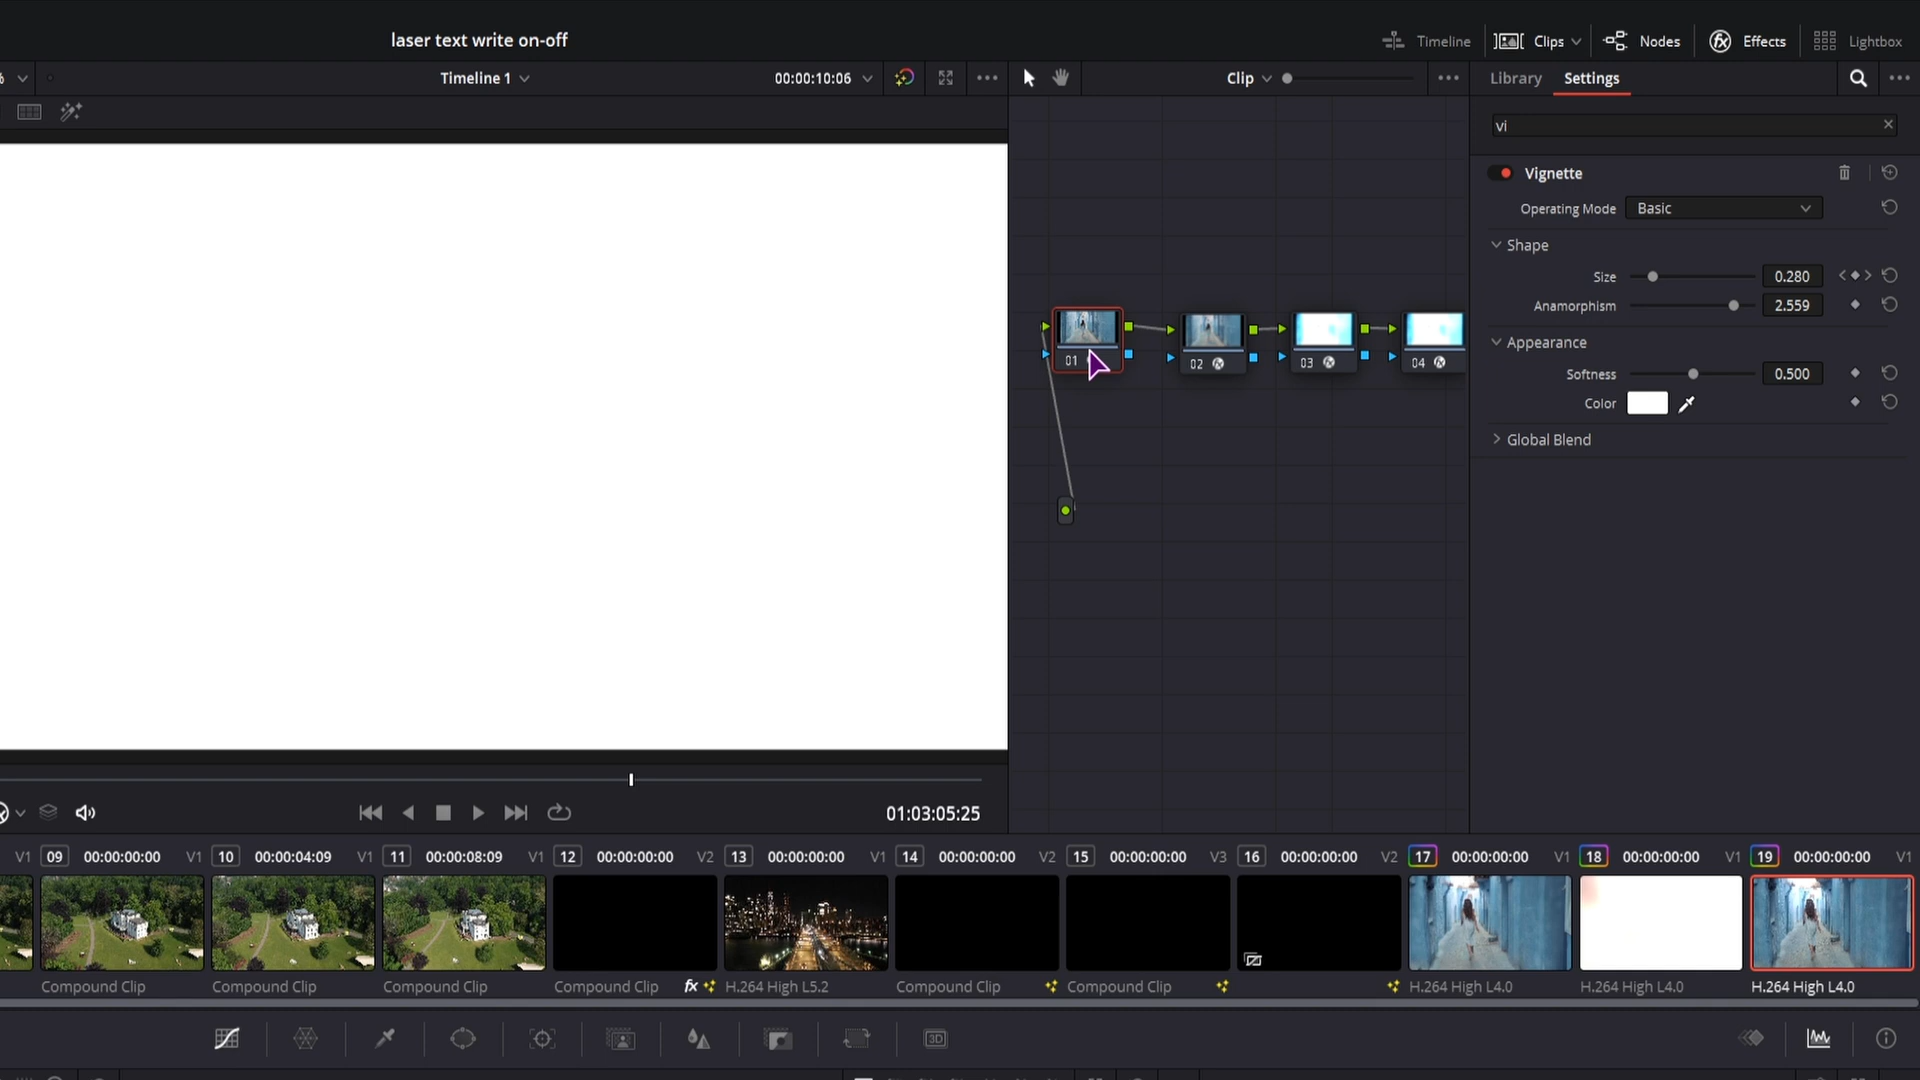 laser text write on-off
Timeline
Clips
Nodes
Effects
Lightbox
%
Timeline 1
00:00:10:06
Clip
Library
Settings
vi
Vignette
Operating Mode
Basic
Shape
Size
0.280
Anamorphism
2.559
Appearance
Softness
0.500
Color
Global Blend
01
02
03
04
01:03:05:25
V1
09 00:00:00:00 V1
10 00:00:04:09 V1
11 00:00:08:09 V1
12 00:00:00:00 V2
13 00:00:00:00 V1
14 00:00:00:00 V2
15 00:00:00:00 V3
16 00:00:00:00 V2
17 00:00:00:00 V1
18 00:00:00:00 V1
19 00:00:00:00 V1
Compound Clip
Compound Clip
Compound Clip
Compound Clip fx
H.264 High L5.2
Compound Clip
Compound Clip
H.264 High L4.0
H.264 High L4.0
H.264 High L4.0
3D